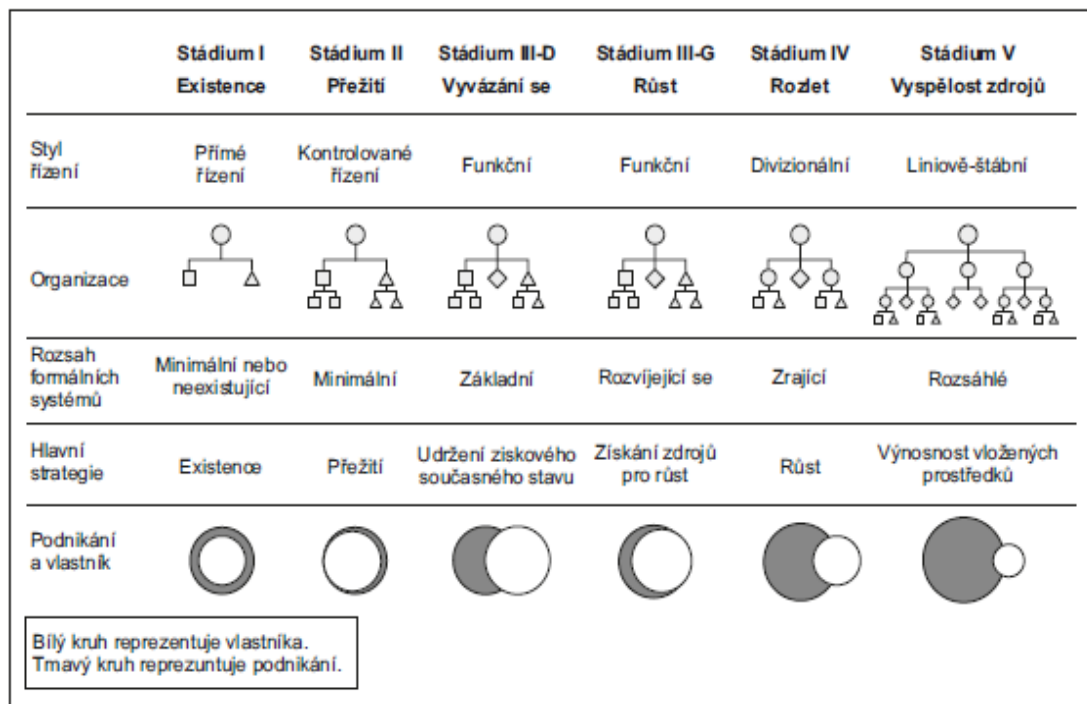 Stádium I Stádium II Stádium III-D Stádium III-G Stádium IV Stádium V
Existence Přežití Vyvázání se Růst Rozlet Vyspělost zdrojů
Styl řízení Přímé řízení Kontrolované řízení Funkční Funkční Divizionální Liniově-štábní
Organizace
Rozsah formálních systémů Minimální nebo neexistující Minimální Základní Rozvíjející se Zrající Rozsáhlé
Hlavní strategie Existence Přežití Udržení ziskového současného stavu Získání zdrojů pro růst Růst Výnosnost vložených prostředků
Podnikání a vlastník
Bílý kruh reprezentuje vlastníka.
Tmavý kruh reprezuntuje podnikání.